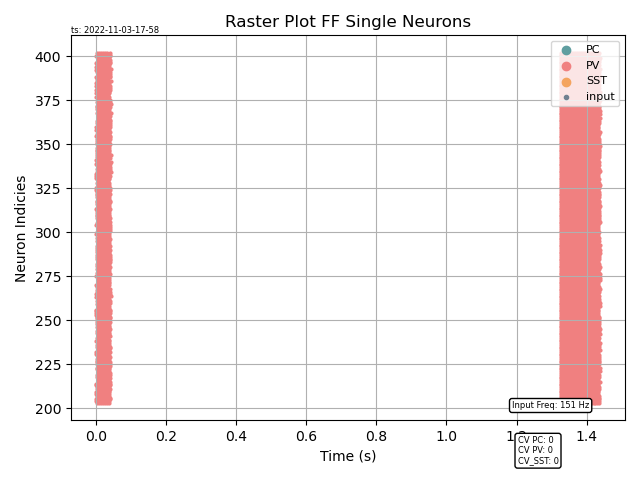 Raster Plot FF Single Neurons
ts: 2022-11-03-17-58
PC
PV
SST
input
Neuron Indicies
400
375
350
325
300
275
250
225
200
Input Freq: 151 Hz
0.0 0.2 0.4 0.6 0.8 1.0 1.2 1.4
Time (s)
CV PC: 0
CV PV: 0
CV_SST: 0